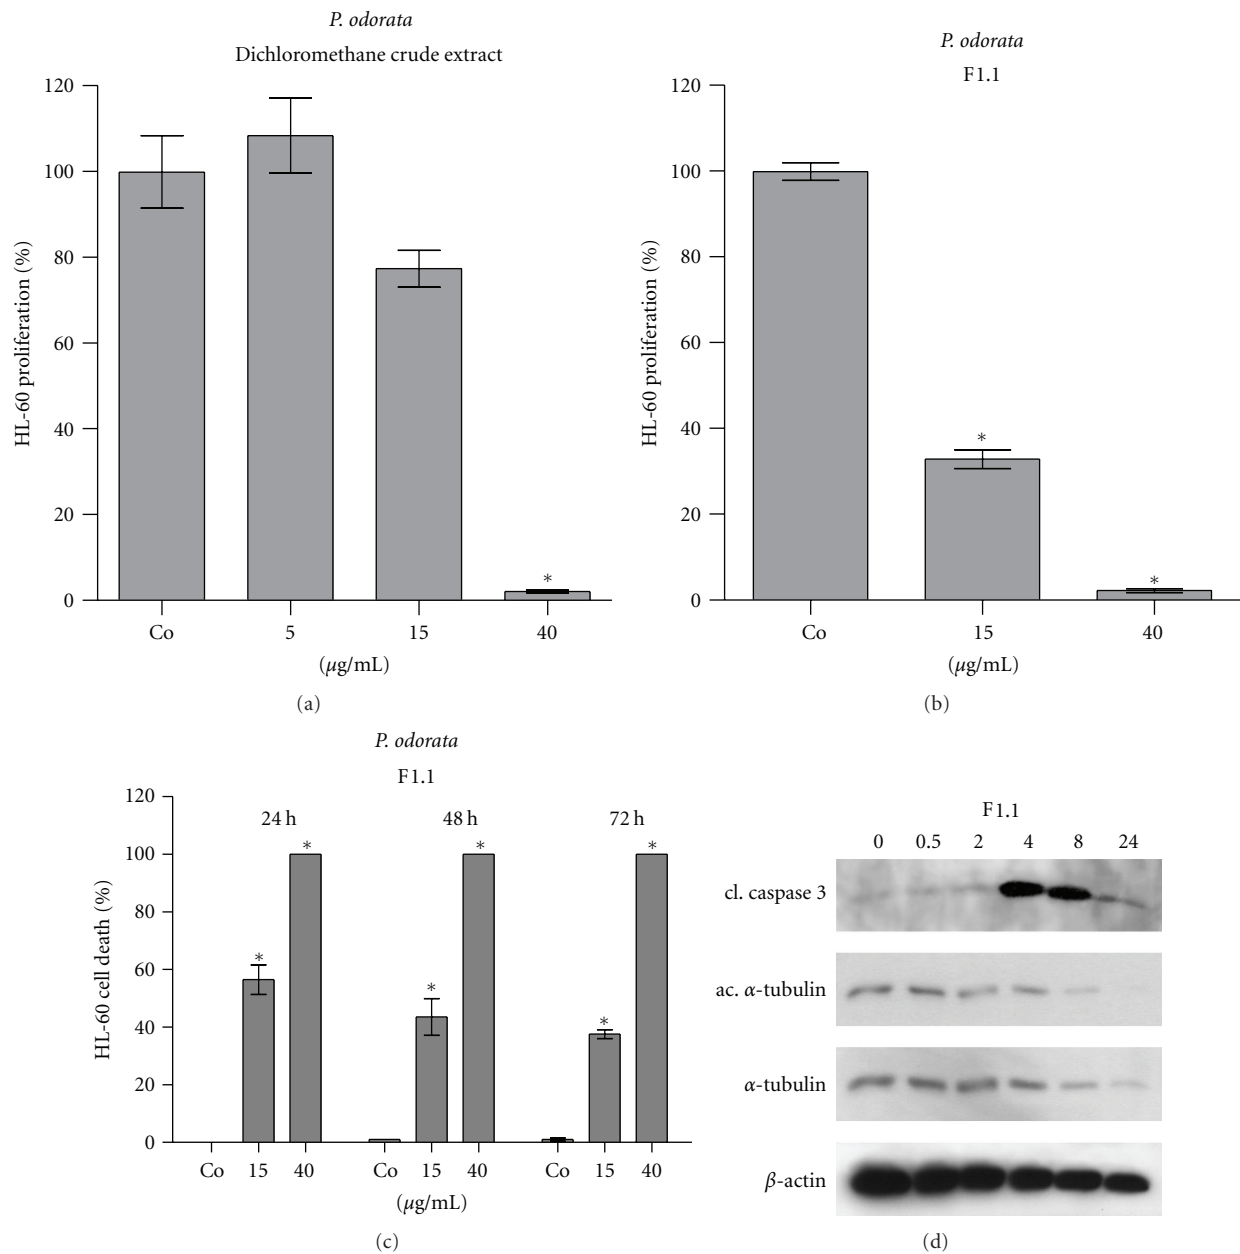 P. odorata
Dichloromethane crude extract
120
100
80
60
40
20
0
HL-60 proliferation (%)
*
Co 5 15 40
(μg/mL)
(a)
P. odorata
F1.1
120
100
80
60
40
20
0
HL-60 proliferation (%)
*
*
Co 15 40
(μg/mL)
(b)
P. odorata
F1.1
120
100
80
60
40
20
0
HL-60 cell death (%)
24 h 48 h 72 h
* * *
* * *
Co 15 40 Co 15 40 Co 15 40
(μg/mL)
(c)
F1.1
0 0.5 2 4 8 24
cl. caspase 3
ac. α-tubulin
α-tubulin
β-actin
(d)